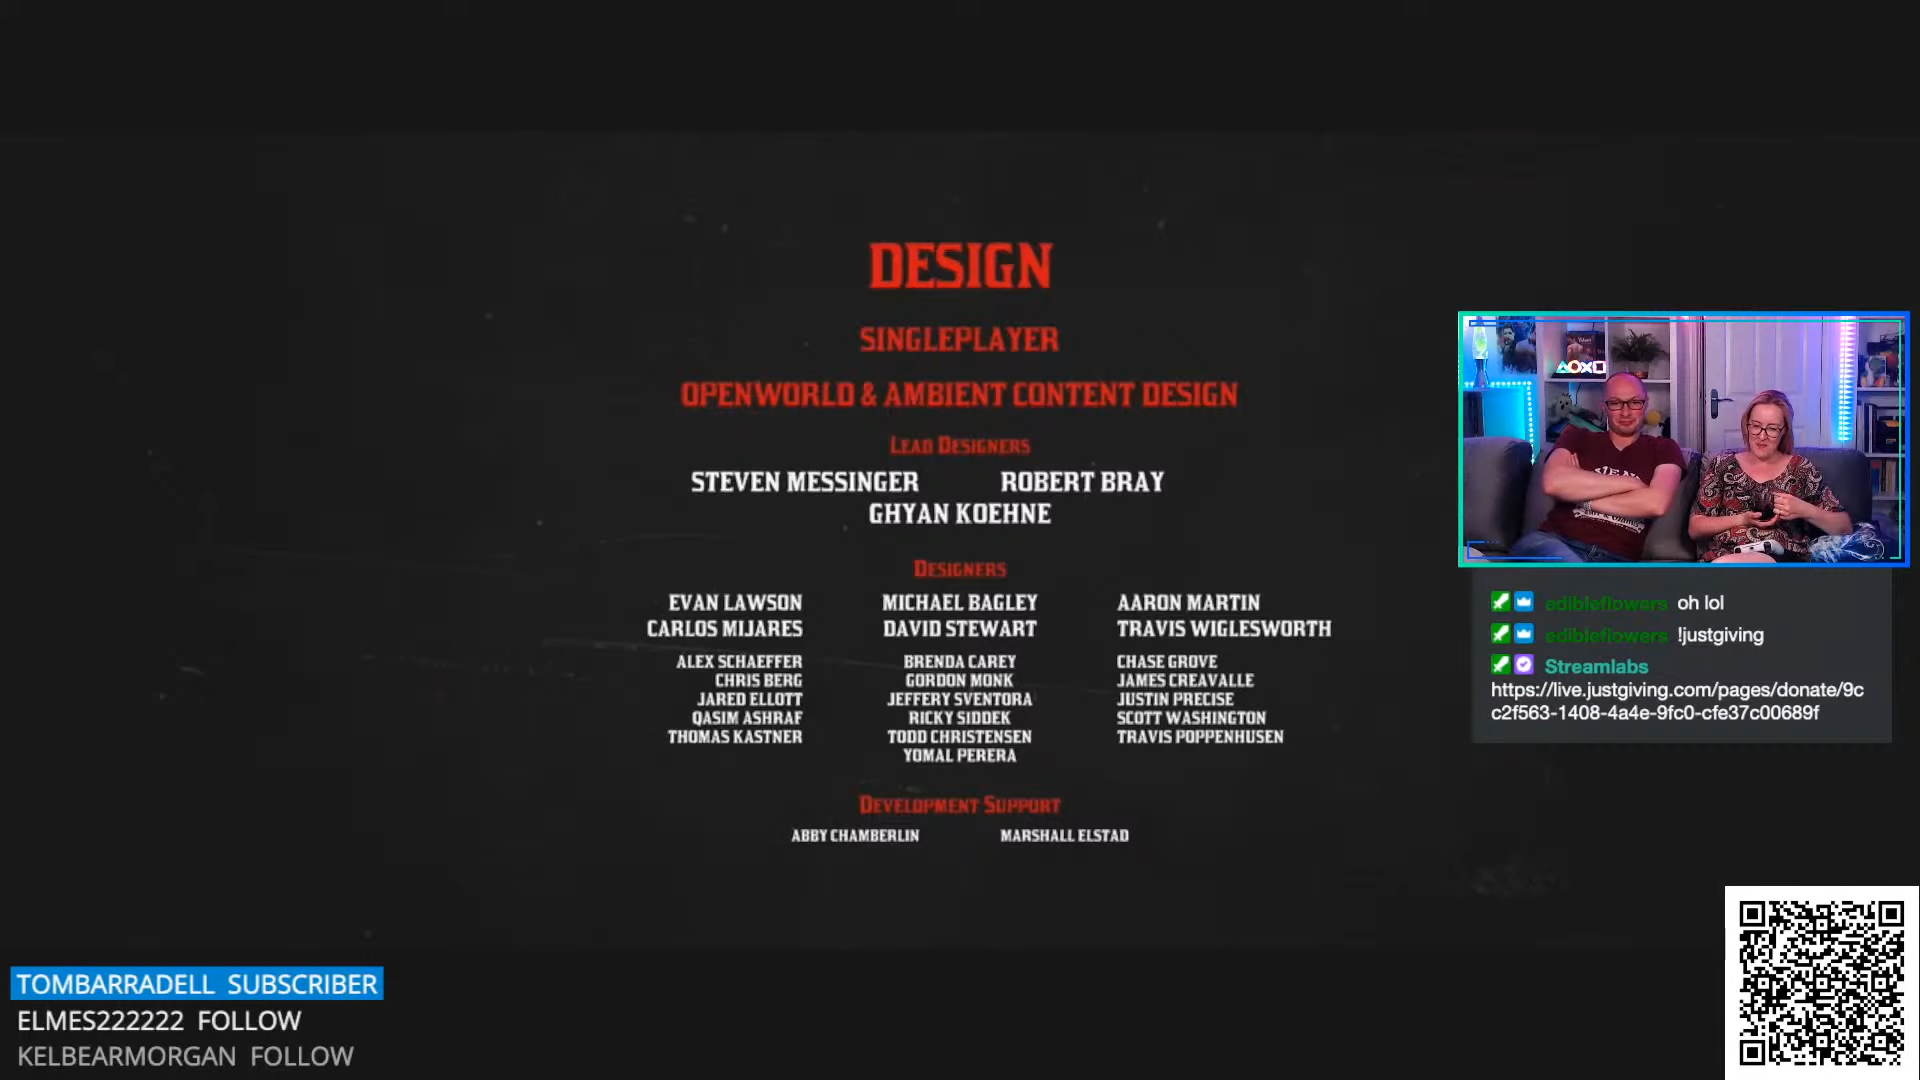 DESIGN
SINGLEPLAYER
OPENWORLD & AMBIENT CONTENT DESIGN
LEAD DESIGNERS
STEVEN MESSINGER ROBERT BRAY
GHYAN KOEHNE
DESIGNERS
EVAN LAWSON MICHAEL BAGLEY AARON MARTIN
CARLOS MIJARES DAVID STEWART TRAVIS WIGLESWORTH
ALEX SCHAEFFER BRENDA CAREY CHASE GROVE
CHRIS BERG GORDON MONK JAMES CREAVALLE
JARED ELLOTT JEFFERY SVENTORA JUSTIN PRECISE
QASIM ASHRAF RICKY SIDDEK SCOTT WASHINGTON
THOMAS KASTNER TODD CHRISTENSEN TRAVIS POPPENHUSEN
YOMAL PERERA
DEVELOPMENT SUPPORT
ABBY CHAMBERLIN MARSHALL ELSTAD
edibleflowers oh lol
edibleflowers !justgiving
Streamlabs
https://live.justgiving.com/pages/donate/9c
c2f563-1408-4a4e-9fc0-cfe37c00689f
TOMBARRADELL SUBSCRIBER
ELMES222222 FOLLOW
KELBEARMORGAN FOLLOW